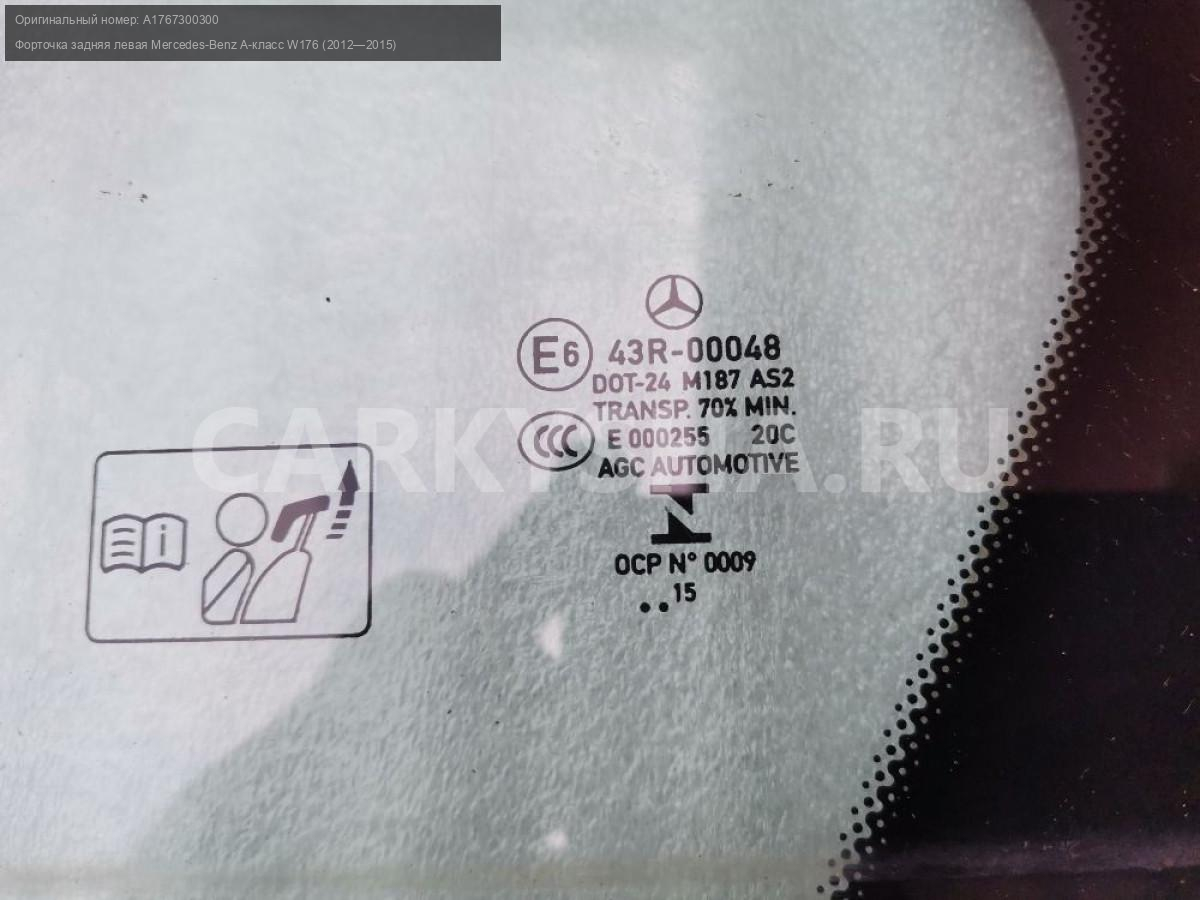 Оригинальный номер: A1767300300
Форточка задняя левая Mercedes-Benz A-класс W176 (2012—2015)
E6 43R-00048
DOT-24 M187 AS2
TRANSP. 70% MIN.
CCC E 000255 20C
AGC AUTOMOTIVE
CARKYSHA.RU
i
OCP N° 0009
..15